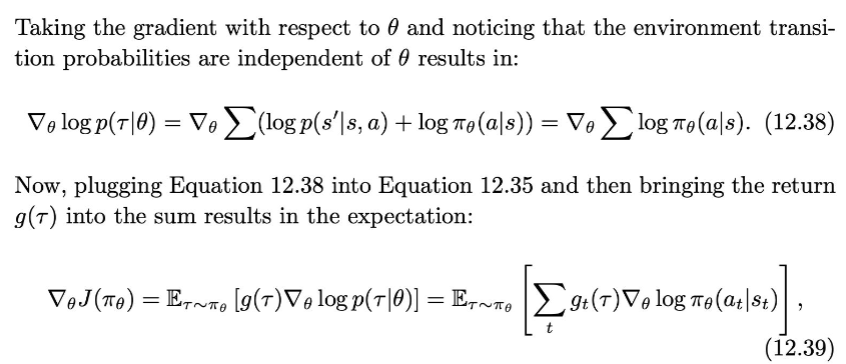 Taking the gradient with respect to θ and noticing that the environment transi-
tion probabilities are independent of θ results in:
∇θ log p(τ|θ) = ∇θ ∑(log p(s′|s, a) + log πθ(a|s)) = ∇θ ∑ log πθ(a|s). (12.38)
Now, plugging Equation 12.38 into Equation 12.35 and then bringing the return
g(τ) into the sum results in the expectation:
∇θJ(πθ) = 𝔼τ∼πθ [g(τ)∇θ log p(τ|θ)] = 𝔼τ∼πθ [∑t gt(τ)∇θ log πθ(at|st)],
(12.39)